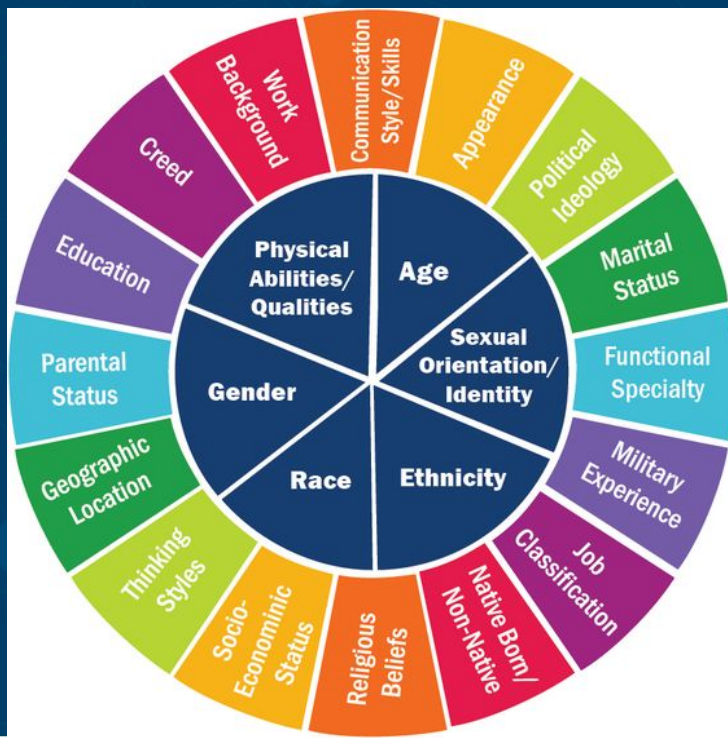 Communication
Style/Skills
Appearance
Political
Ideology
Marital
Status
Functional
Specialty
Military
Experience
Job
Classification
Native Born/
Non-Native
Religious
Beliefs
Socio-
Econominic
Status
Thinking
Styles
Geographic
Location
Parental
Status
Education
Creed
Work
Background
Physical
Abilities/
Qualities
Age
Sexual
Orientation/
Identity
Ethnicity
Race
Gender